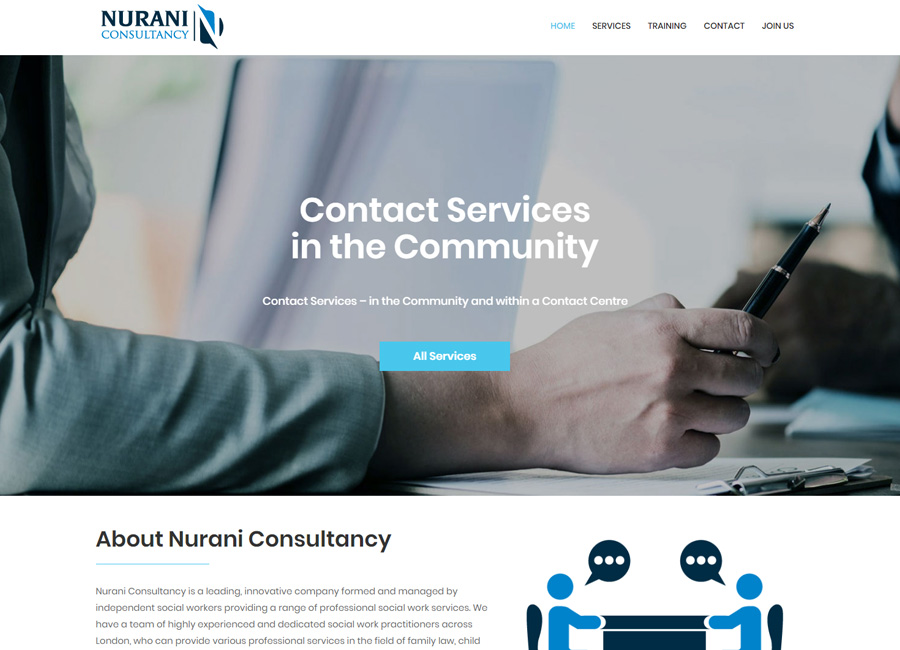 NURANI
CONSULTANCY
HOME SERVICES TRAINING CONTACT JOIN US
Contact Services
in the Community
Contact Services – in the Community and within a Contact Centre
All Services
About Nurani Consultancy
Nurani Consultancy is a leading, innovative company formed and managed by
independent social workers providing a range of professional social work services. We
have a team of highly experienced and dedicated social work practitioners across
London, who can provide various professional services in the field of family law, child